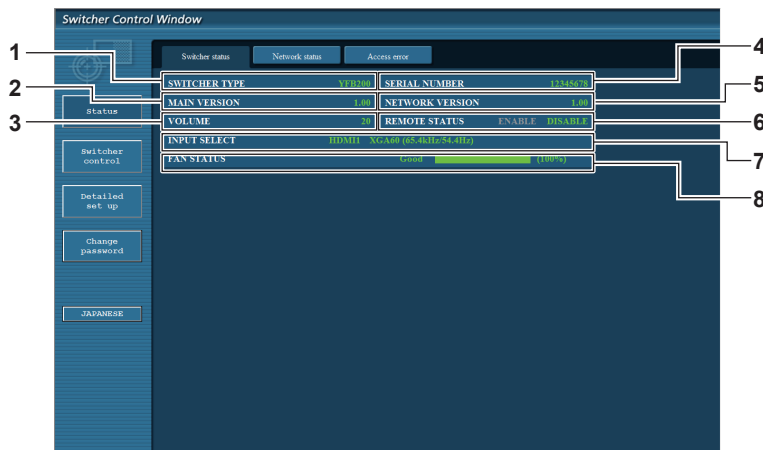 Switcher Control Window
Switcher status Network status Access error
SWITCHER TYPE YFB200 SERIAL NUMBER 12345678
MAIN VERSION 1.00 NETWORK VERSION 1.00
VOLUME 20 REMOTE STATUS ENABLE DISABLE
INPUT SELECT HDMI1 XGA60 (65.4kHz/54.4Hz)
FAN STATUS Good (100%)
Status
Switcher
control
Detailed
set up
Change
password
JAPANESE
1
2
3
4
5
6
7
8